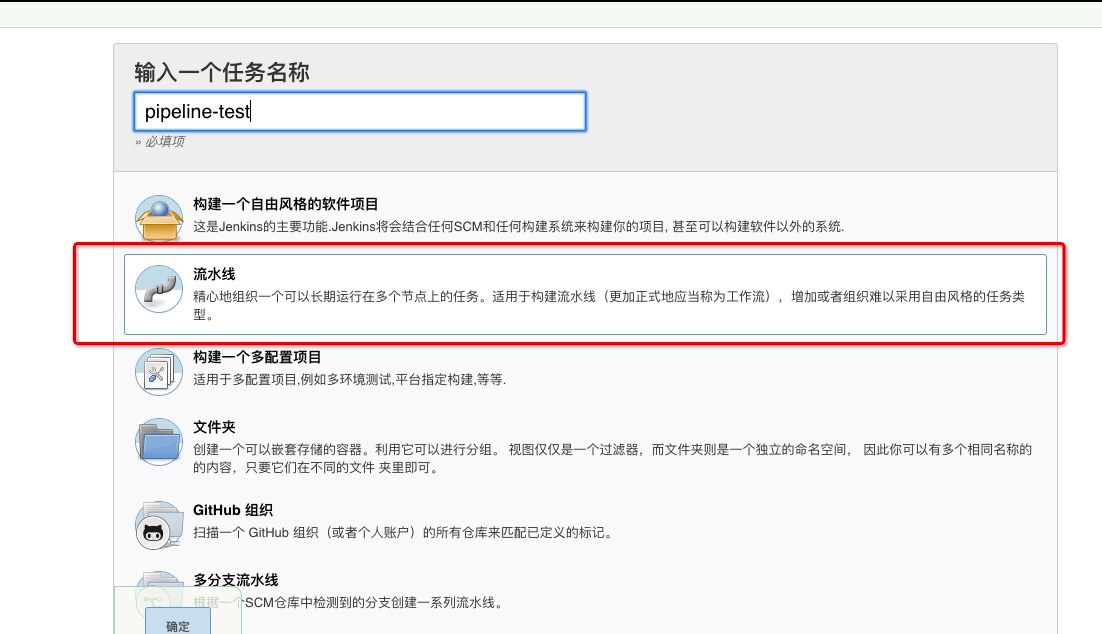 输入一个任务名称
pipeline-test
» 必填项
构建一个自由风格的软件项目
这是Jenkins的主要功能.Jenkins将会结合任何SCM和任何构建系统来构建你的项目, 甚至可以构建软件以外的系统.
流水线
精心地组织一个可以长期运行在多个节点上的任务。适用于构建流水线（更加正式地应当称为工作流），增加或者组织难以采用自由风格的任务类
型。
构建一个多配置项目
适用于多配置项目,例如多环境测试,平台指定构建,等等.
文件夹
创建一个可以嵌套存储的容器。利用它可以进行分组。 视图仅仅是一个过滤器，而文件夹则是一个独立的命名空间， 因此你可以有多个相同名称的
的内容，只要它们在不同的文件 夹里即可。
GitHub 组织
扫描一个 GitHub 组织（或者个人账户）的所有仓库来匹配已定义的标记。
多分支流水线
根据一个SCM仓库中检测到的分支创建一系列流水线。
确定